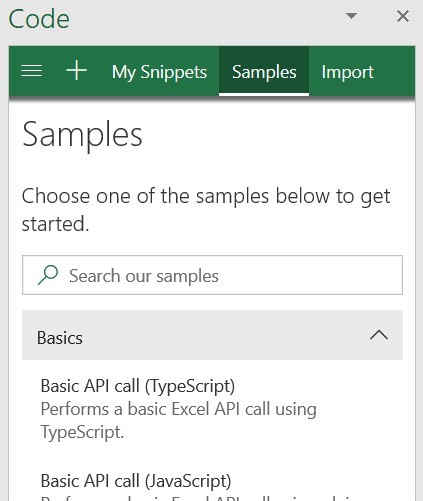 Code
My Snippets Samples Import
Samples
Choose one of the samples below to get
started.
Search our samples
Basics
Basic API call (TypeScript)
Performs a basic Excel API call using
TypeScript.
Basic API call (JavaScript)